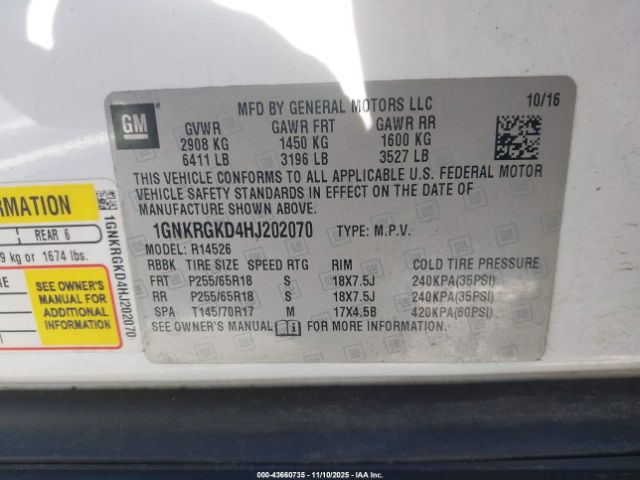 GM
MFD BY GENERAL MOTORS LLC 10/16
GVWR GAWR FRT GAWR RR
2908 KG 1450 KG 1600 KG
6411 LB 3196 LB 3527 LB
THIS VEHICLE CONFORMS TO ALL APPLICABLE U.S. FEDERAL MOTOR
VEHICLE SAFETY STANDARDS IN EFFECT ON THE DATE OF
MANUFACTURE SHOWN ABOVE.
1GNKRGKD4HJ202070 TYPE: M.P.V.
MODEL: R14526
RBBK TIRE SIZE SPEED RTG RIM COLD TIRE PRESSURE
FRT P255/65R18 S 18X7.5J 240KPA(35PSI)
RR P255/65R18 S 18X7.5J 240KPA(35PSI)
SPA T145/70R17 M 17X4.5B 420KPA(60PSI)
SEE OWNER'S MANUAL FOR MORE INFORMATION
ORMATION
REAR 6
9 kg or 1674 lbs.
SEE OWNER'S
MANUAL FOR
ADDITIONAL
INFORMATION
1GNKRGKD4HJ202070
000-43660735 - 11/10/2025 - IAAI.COM